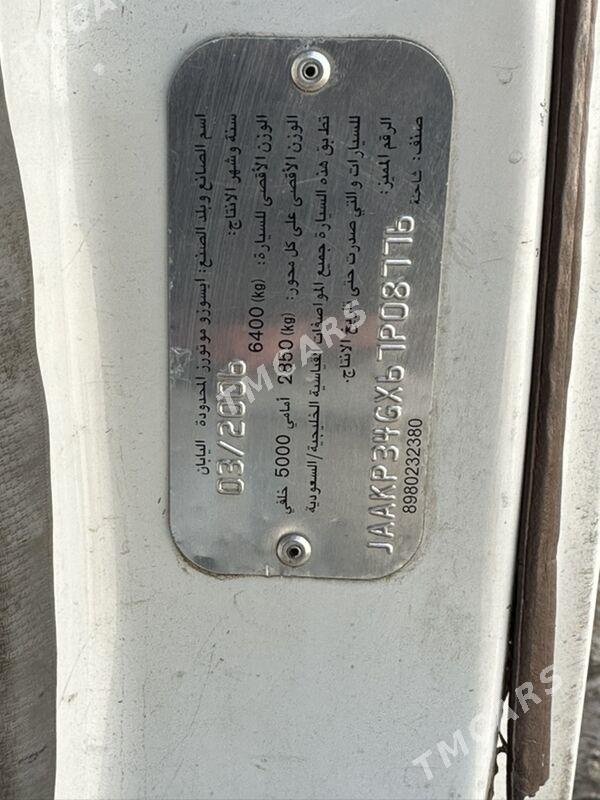 TMCARS
اسم الصانع وبلد الصنع: ايسوزو موتورز المحدودة اليابان
سنة وشهر الانتاج: 03/2006
الوزن الأقصى للسيارة: 6400 (kg)
الوزن الأقصى على كل محور: 2850 (kg) أمامي 5000 خلفي
تطابق هذه السيارة جميع المواصفات القياسية الخليجية/السعودية
للسيارات والتي صدرت حتى تاريخ الانتاج.
الرقم المميز: JAAKP34GX67P08776
صنف: شاحنة 8980232380
TMCARS
TMCARS